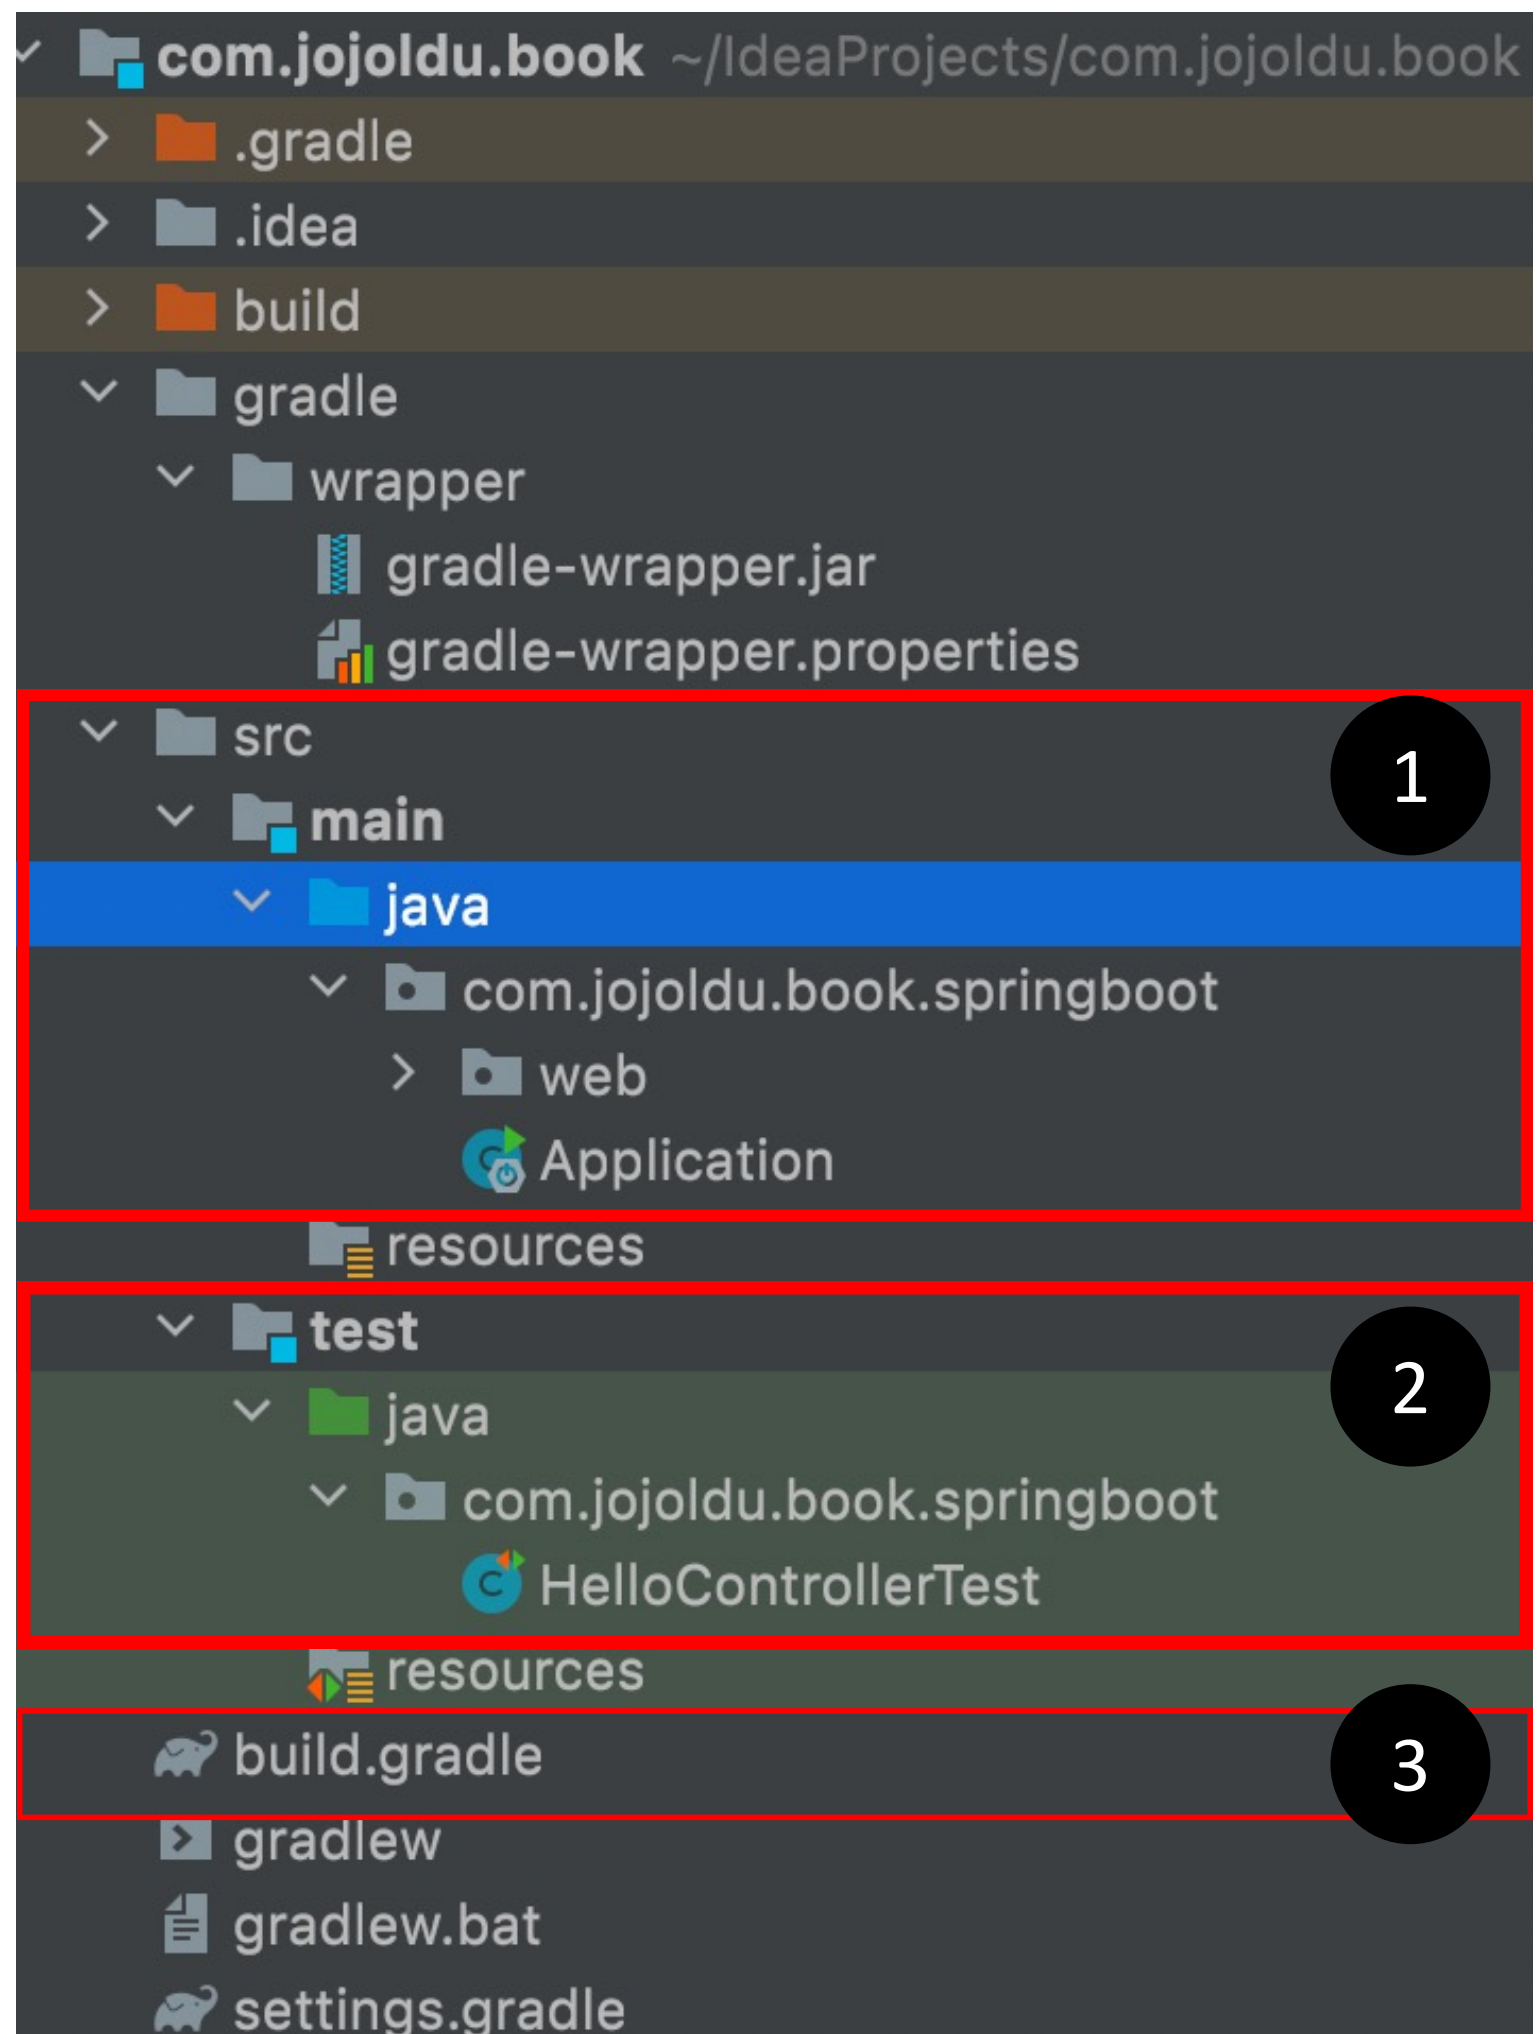 com.jojoldu.book ~/IdeaProjects/com.jojoldu.book
.gradle
.idea
build
gradle
wrapper
gradle-wrapper.jar
gradle-wrapper.properties
src
1
main
java
com.jojoldu.book.springboot
web
Application
resources
test
2
java
com.jojoldu.book.springboot
HelloControllerTest
resources
build.gradle
3
gradlew
gradlew.bat
settings.gradle